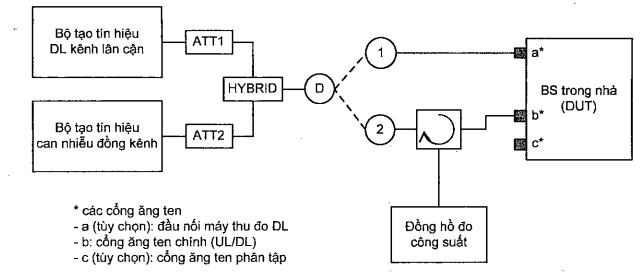 Bộ tạo tín hiệu
DL kênh lân cận
ATT1
HYBRID
D
1
2
a*
BS trong nhà
(DUT)
b*
c*
Bộ tạo tín hiệu
can nhiễu đồng kênh
ATT2
Đồng hồ đo
công suất
* các cổng ăng ten
- a (tùy chọn): đầu nối máy thu đo DL
- b: cổng ăng ten chính (UL/DL)
- c (tùy chọn): cổng ăng ten phân tập